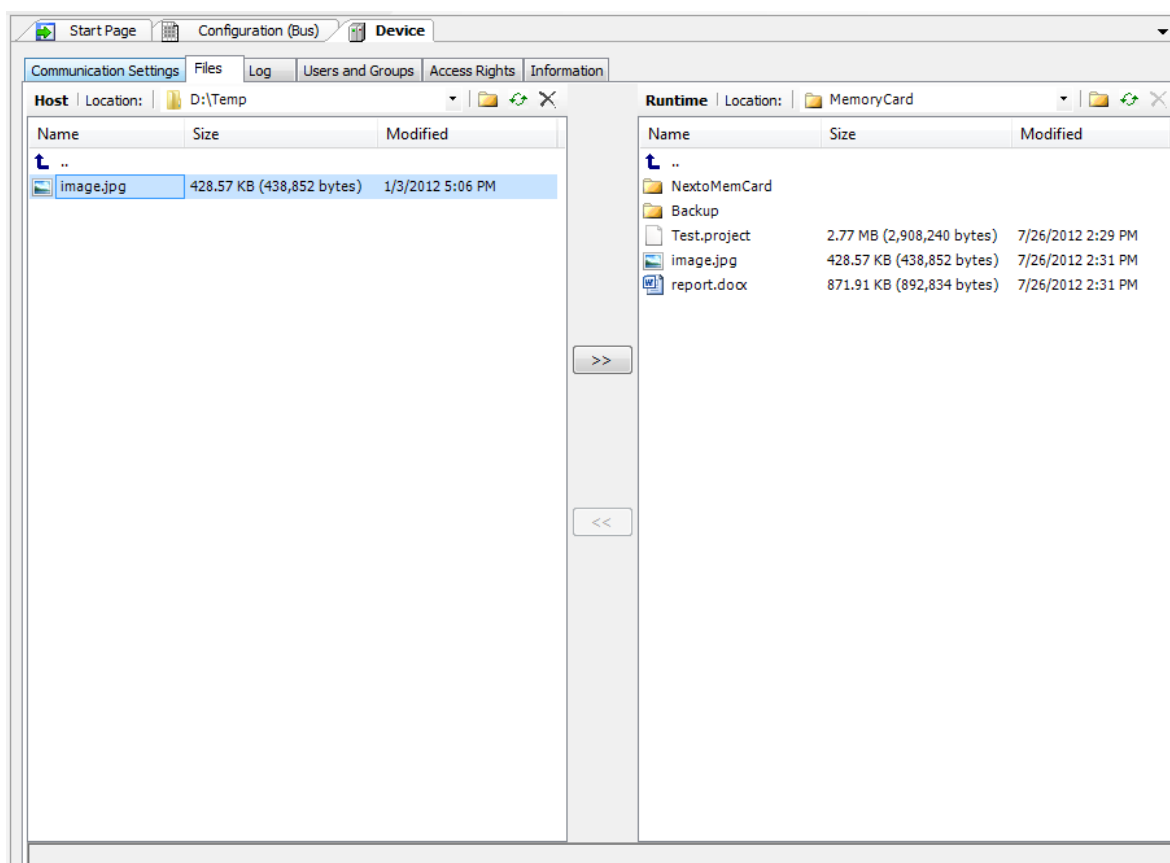 Start Page Configuration (Bus) Device
Communication Settings Files Log Users and Groups Access Rights Information
Host Location: D:\Temp
Name Size Modified
..
image.jpg 428.57 KB (438,852 bytes) 1/3/2012 5:06 PM
>>
<<
Runtime Location: MemoryCard
Name Size Modified
..
NextoMemCard
Backup
Test.project 2.77 MB (2,908,240 bytes) 7/26/2012 2:29 PM
image.jpg 428.57 KB (438,852 bytes) 7/26/2012 2:31 PM
report.docx 871.91 KB (892,834 bytes) 7/26/2012 2:31 PM